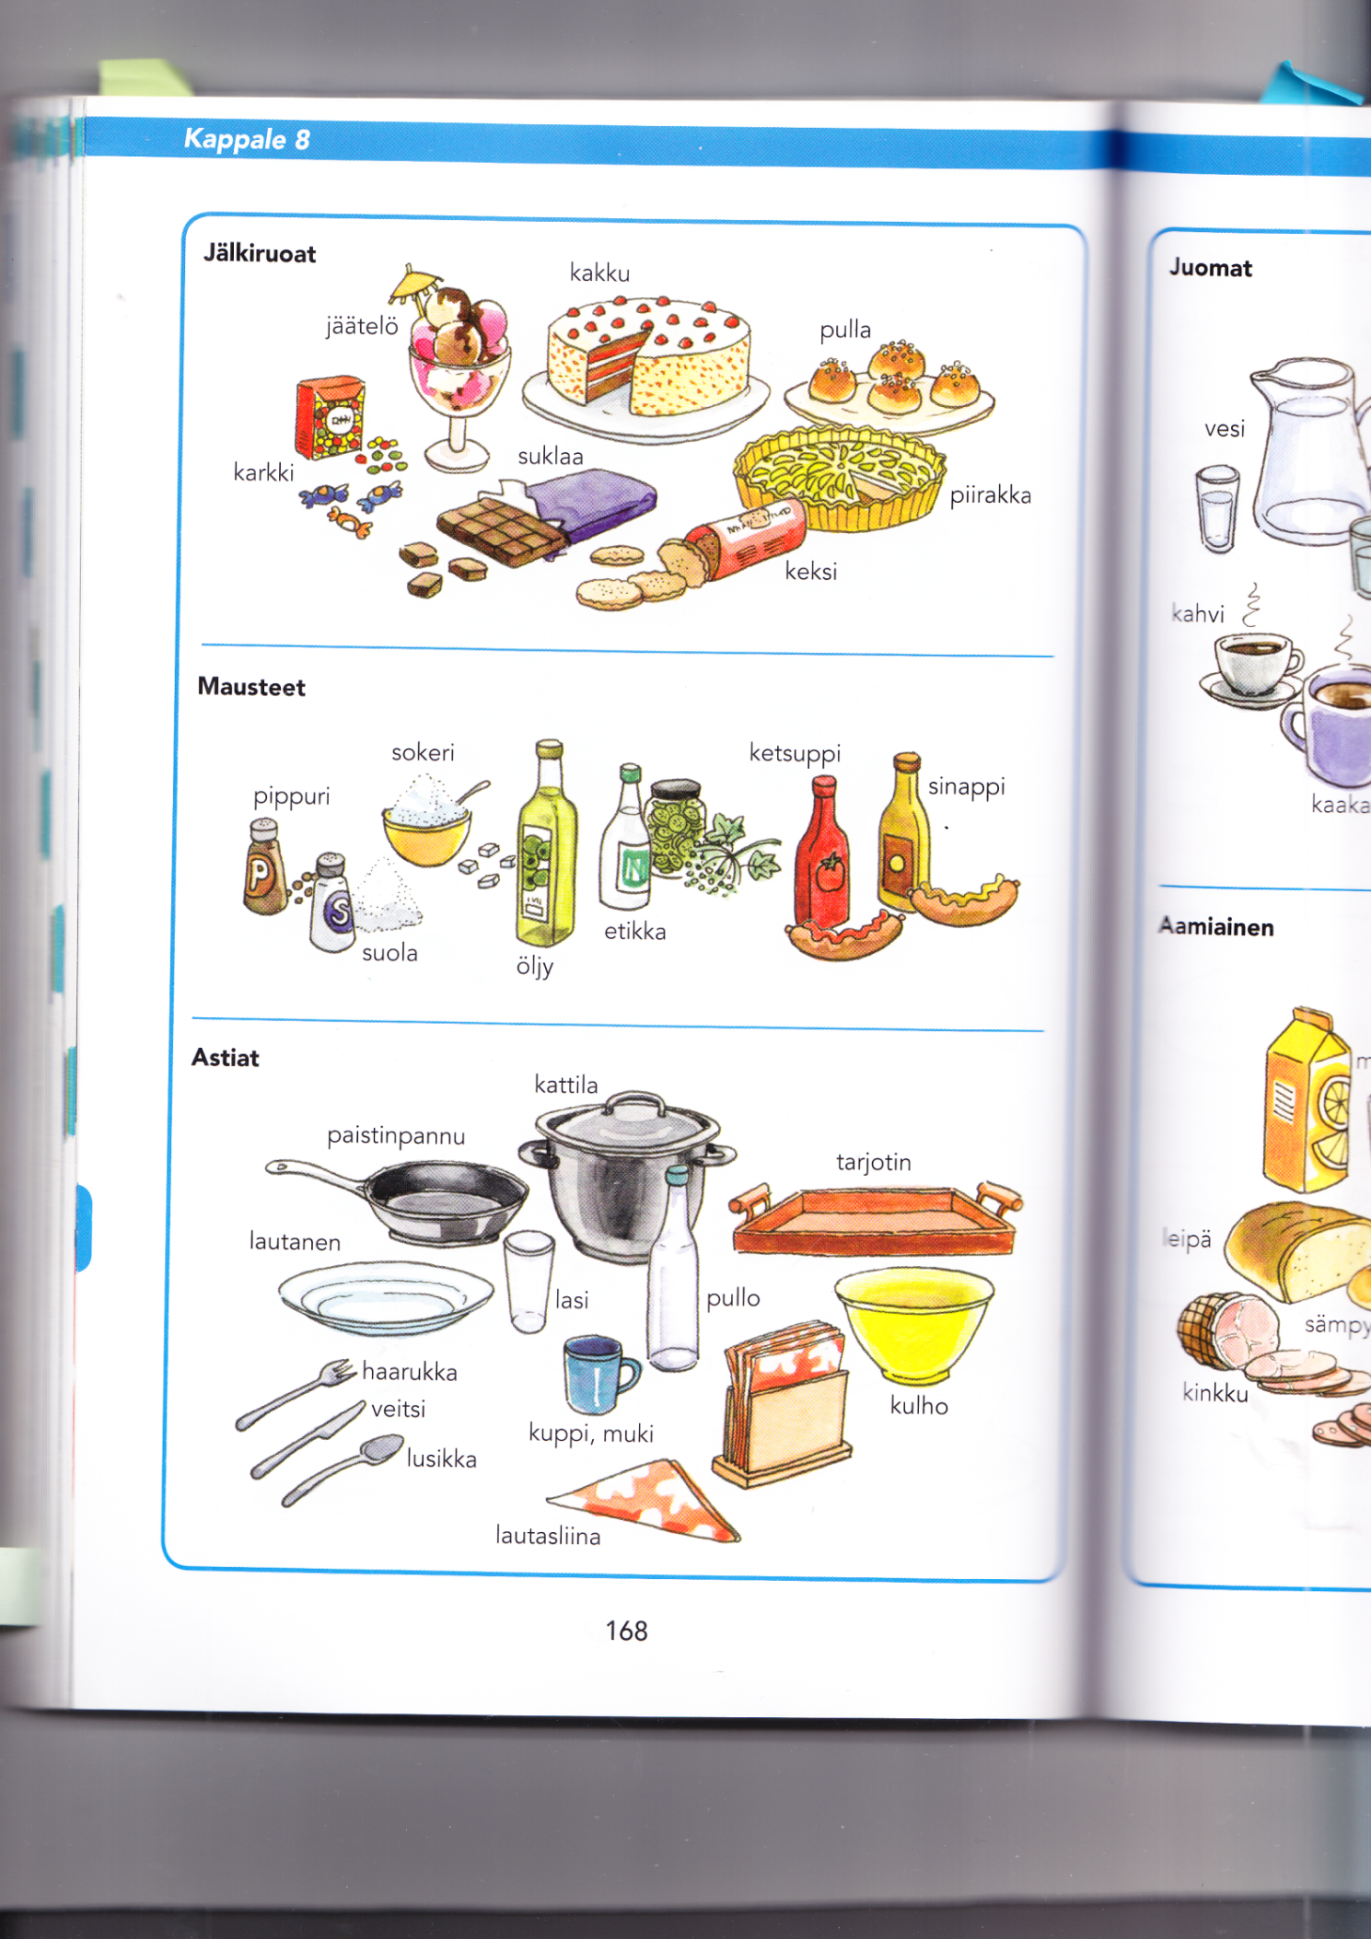 Kappale 8
Jälkiruoat
kakku
jäätelö
pulla
suklaa
karkki
piirakka
keksi
Mausteet
sokeri
ketsuppi
sinappi
pippuri
P
S
N
etikka
suola
öljy
Astiat
kattila
paistinpannu
tarjotin
lautanen
lasi
pullo
haarukka
veitsi
kulho
kuppi, muki
lusikka
lautasliina
168
Juomat
vesi
kahvi
kaaka
Aamiainen
m
leipä
sämpy
kinkku